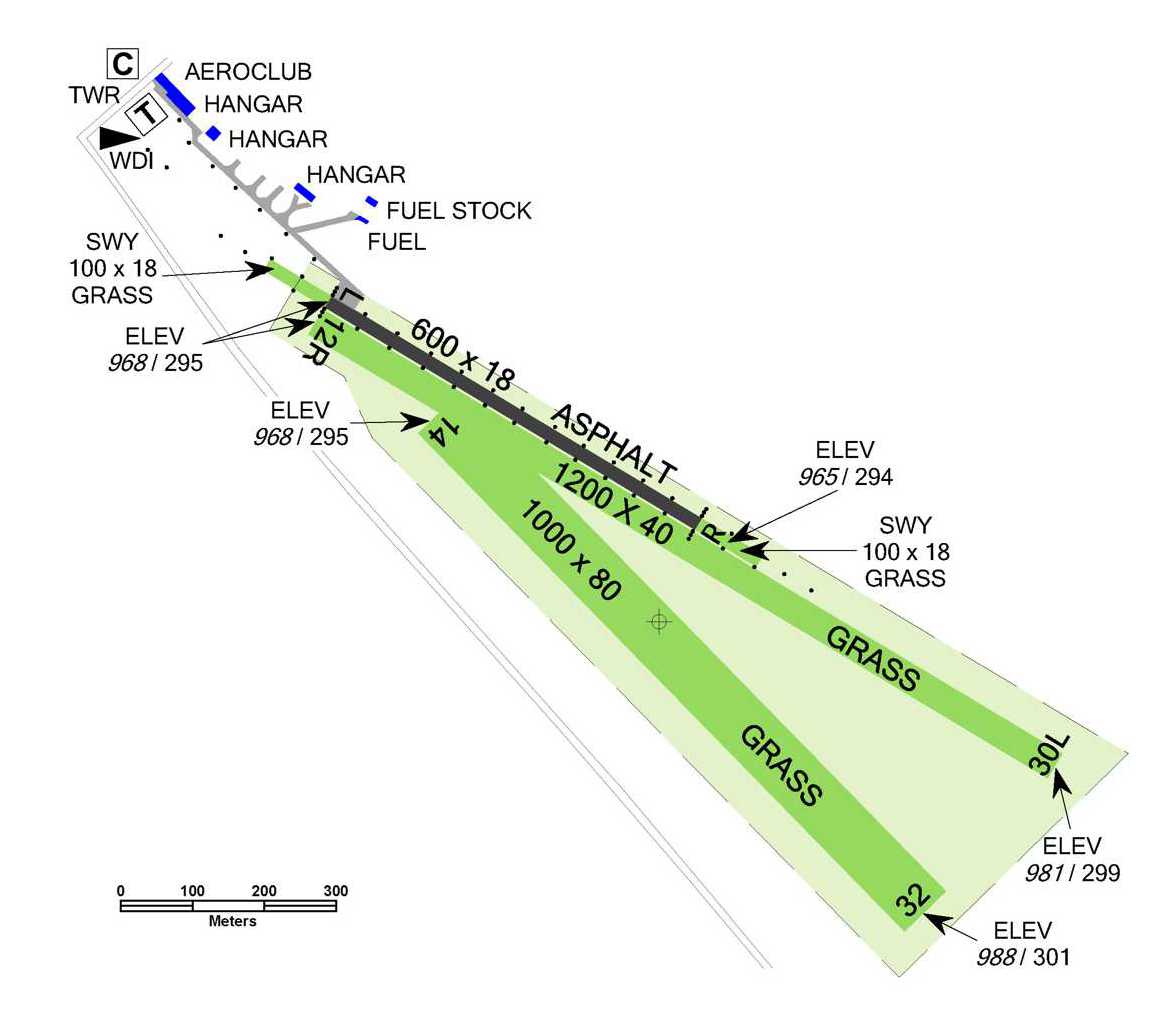 C
AEROCLUB
TWR
T
HANGAR
HANGAR
WDI
HANGAR
FUEL STOCK
FUEL
SWY
100 x 18
GRASS
L
ELEV
968 / 295
12R
600 x 18
ASPHALT
ELEV
968 / 295
14
ELEV
965 / 294
1200 X 40
R
SWY
100 x 18
GRASS
1000 x 80
GRASS
GRASS
30L
ELEV
981 / 299
32
ELEV
988 / 301
0 100 200 300
Meters